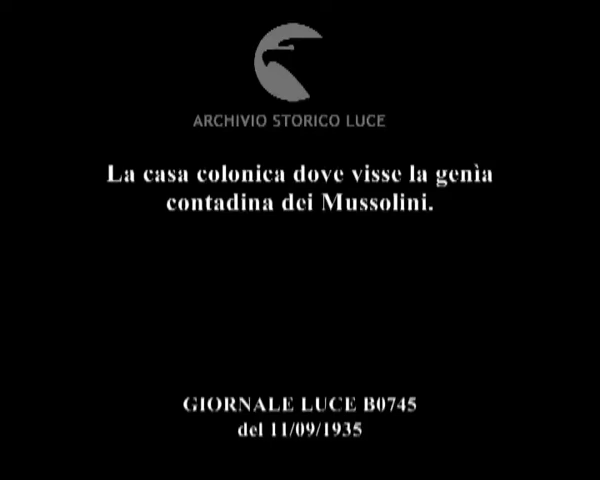 ARCHIVIO STORICO LUCE
La casa colonica dove visse la genìa
contadina dei Mussolini.
GIORNALE LUCE B0745
del 11/09/1935